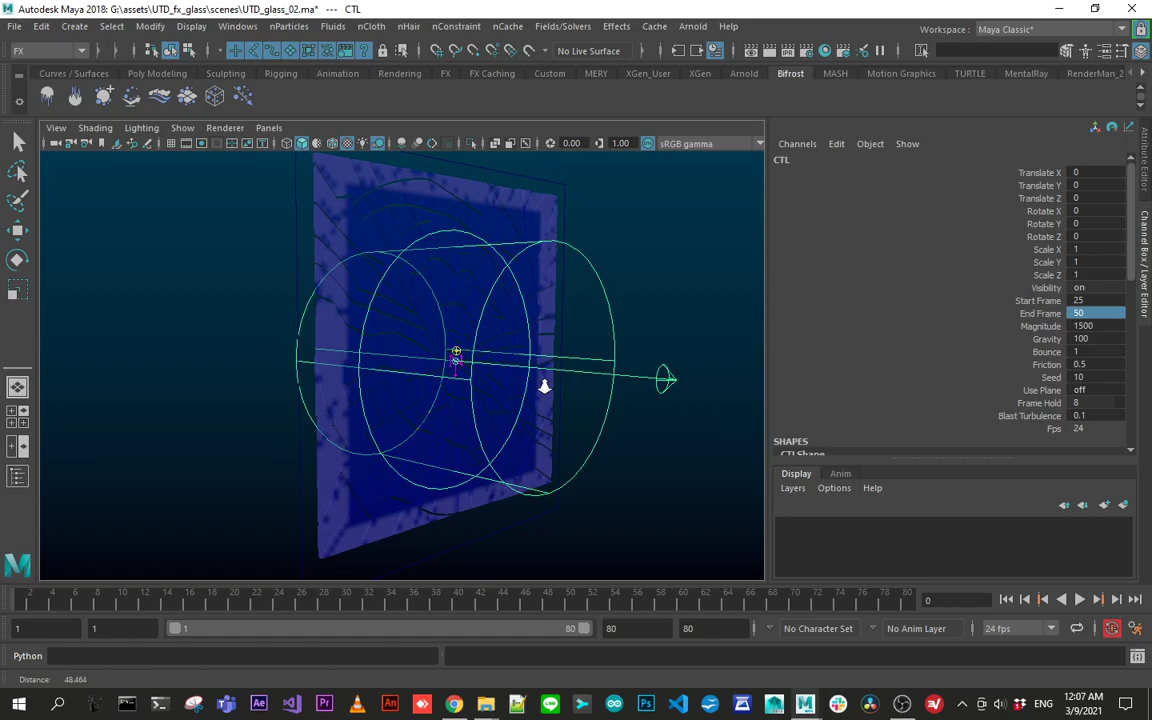 Autodesk Maya 2018: G:\assets\UTD_fx_glass\scenes\UTD_glass_02.ma* --- CTL
File Edit Create Select Modify Display Windows nParticles Fluids nCloth nHair nConstraint nCache Fields/Solvers Effects Cache Arnold Help
Workspace : Maya Classic*
FX
No Live Surface
Curves / Surfaces Poly Modeling Sculpting Rigging Animation Rendering FX FX Caching Custom MERY XGen_User XGen Arnold Bifrost MASH Motion Graphics TURTLE MentalRay RenderMan_2
View Shading Lighting Show Renderer Panels
0.00 1.00 sRGB gamma
Channels Edit Object Show
CTL
Translate X 0
Translate Y 0
Translate Z 0
Rotate X 0
Rotate Y 0
Rotate Z 0
Scale X 1
Scale Y 1
Scale Z 1
Visibility on
Start Frame 25
End Frame 50
Magnitude 1500
Gravity 100
Bounce 1
Friction 0.5
Seed 10
Use Plane off
Frame Hold 8
Blast Turbulence 0.1
Fps 24
SHAPES
CTLShape
Display Anim
Layers Options Help
Attribute Editor
Channel Box / Layer Editor
2 4 6 8 10 12 14 16 18 20 22 24 26 28 30 32 34 36 38 40 42 44 46 48 50 52 54 56 58 60 62 64 66 68 70 72 74 76 78 80
0
1 1 1 80 80 80 No Character Set No Anim Layer 24 fps
Python
Distance: 48.464
ENG
12:07 AM
3/9/2021